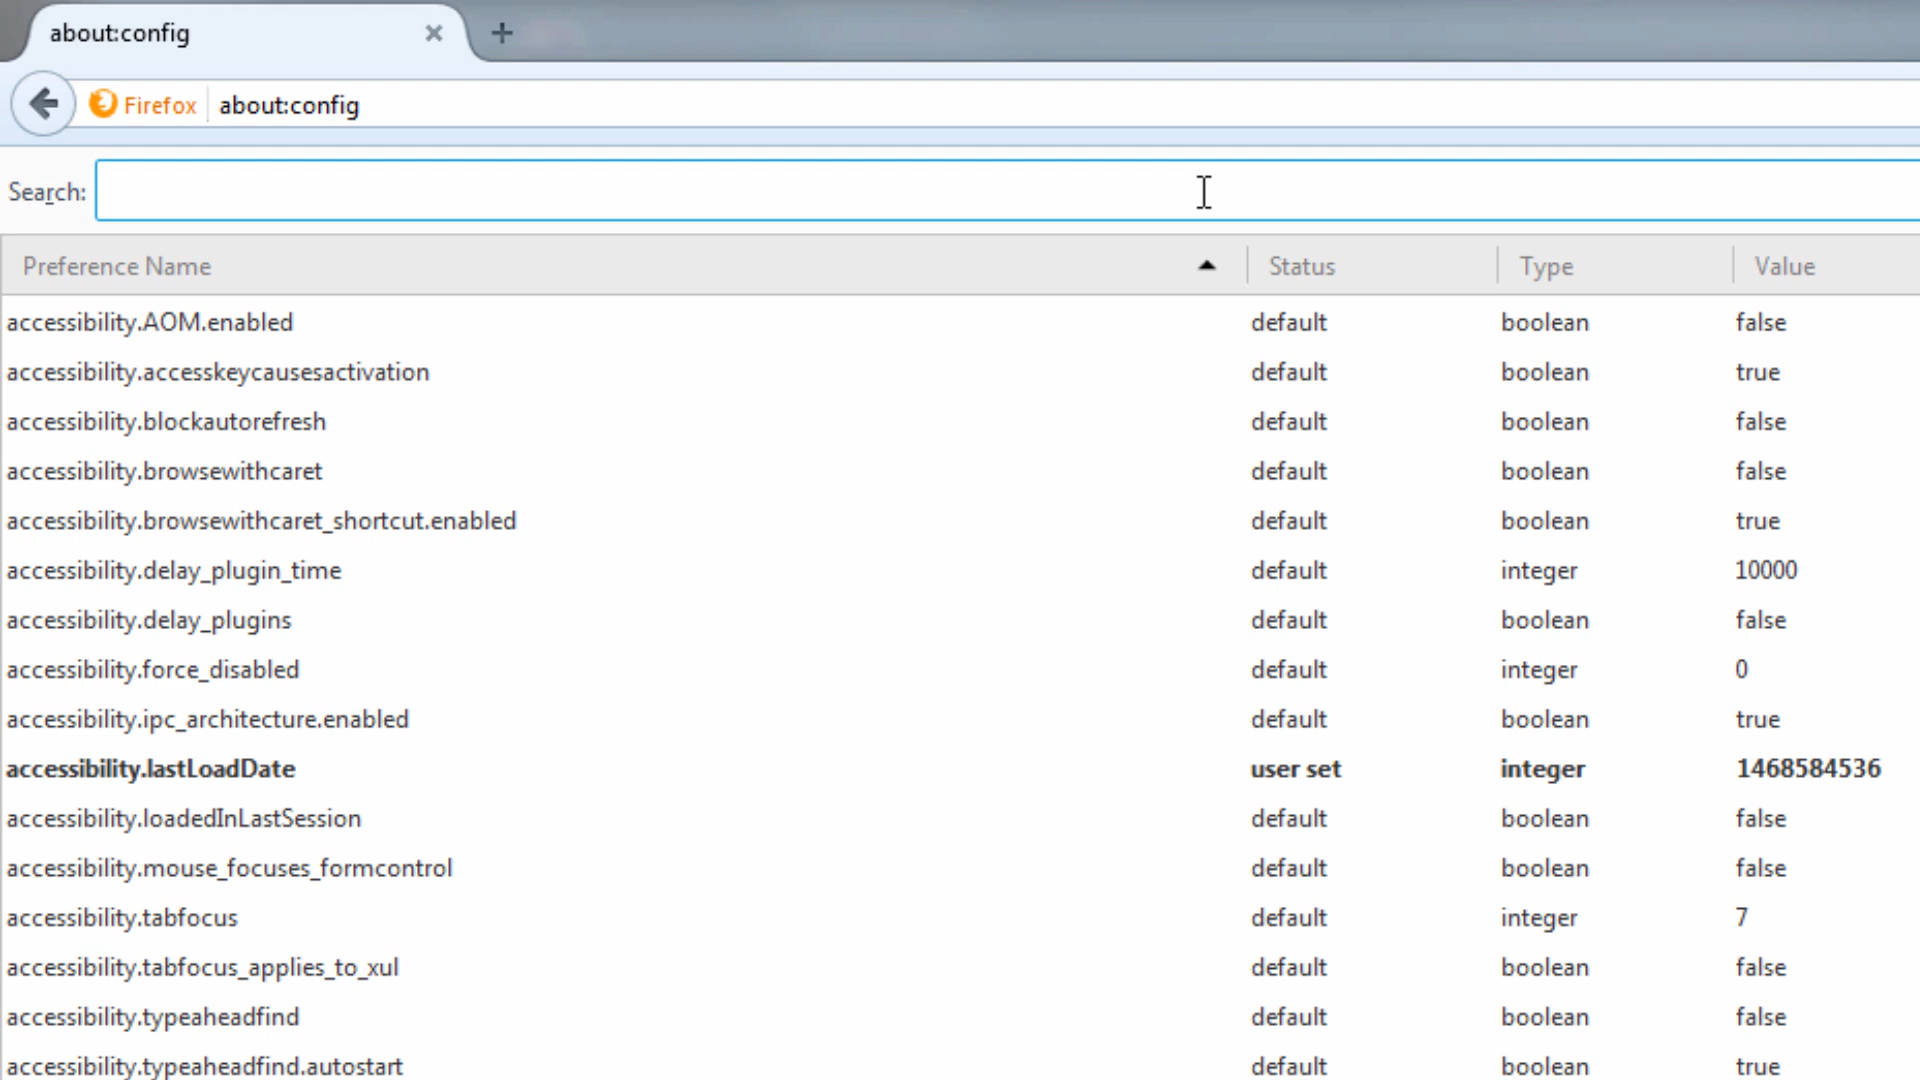 about:config
Firefox about:config
Search:
Preference Name Status Type Value
accessibility.AOM.enabled default boolean false
accessibility.accesskeycausesactivation default boolean true
accessibility.blockautorefresh default boolean false
accessibility.browsewithcaret default boolean false
accessibility.browsewithcaret_shortcut.enabled default boolean true
accessibility.delay_plugin_time default integer 10000
accessibility.delay_plugins default boolean false
accessibility.force_disabled default integer 0
accessibility.ipc_architecture.enabled default boolean true
accessibility.lastLoadDate user set integer 1468584536
accessibility.loadedInLastSession default boolean false
accessibility.mouse_focuses_formcontrol default boolean false
accessibility.tabfocus default integer 7
accessibility.tabfocus_applies_to_xul default boolean false
accessibility.typeaheadfind default boolean false
accessibility.typeaheadfind.autostart default boolean true